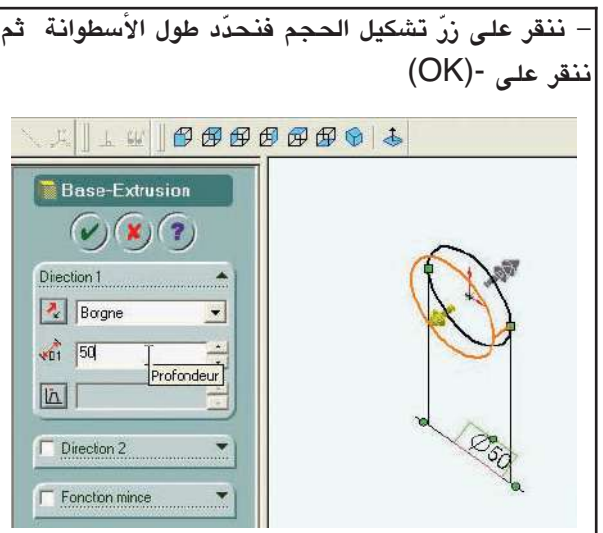 – ننقر على زرّ تشكيل الحجم فنحدّد طول الأسطوانة ثم
ننقر على -(OK)
Base-Extrusion
Direction 1
Borgne
D1
50
Profondeur
Direction 2
Fonction mince
Ø50